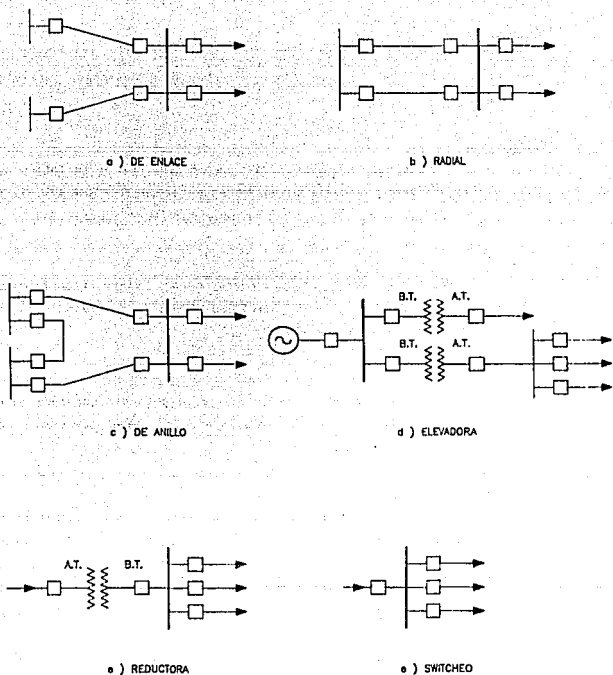 a ) DE ENLACE
b ) RADIAL
B.T. A.T.
B.T. A.T.
c ) DE ANILLO
d ) ELEVADORA
A.T. B.T.
e ) REDUCTORA
e ) SWITCHEO